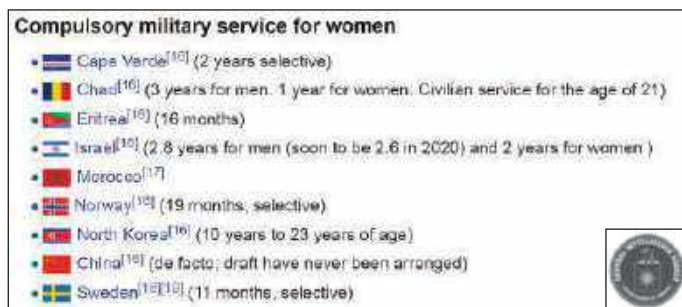 Compulsory military service for women
Cape Verde[16] (2 years selective)
Chad[16] (3 years for men. 1 year for women. Civilian service for the age of 21)
Eritrea[16] (16 months)
Israel[16] (2.8 years for men (soon to be 2.6 in 2020) and 2 years for women )
Morocco[17]
Norway[18] (19 months, selective)
North Korea[16] (10 years to 23 years of age)
China[16] (de facto; draft have never been arranged)
Sweden (11 months, selective)